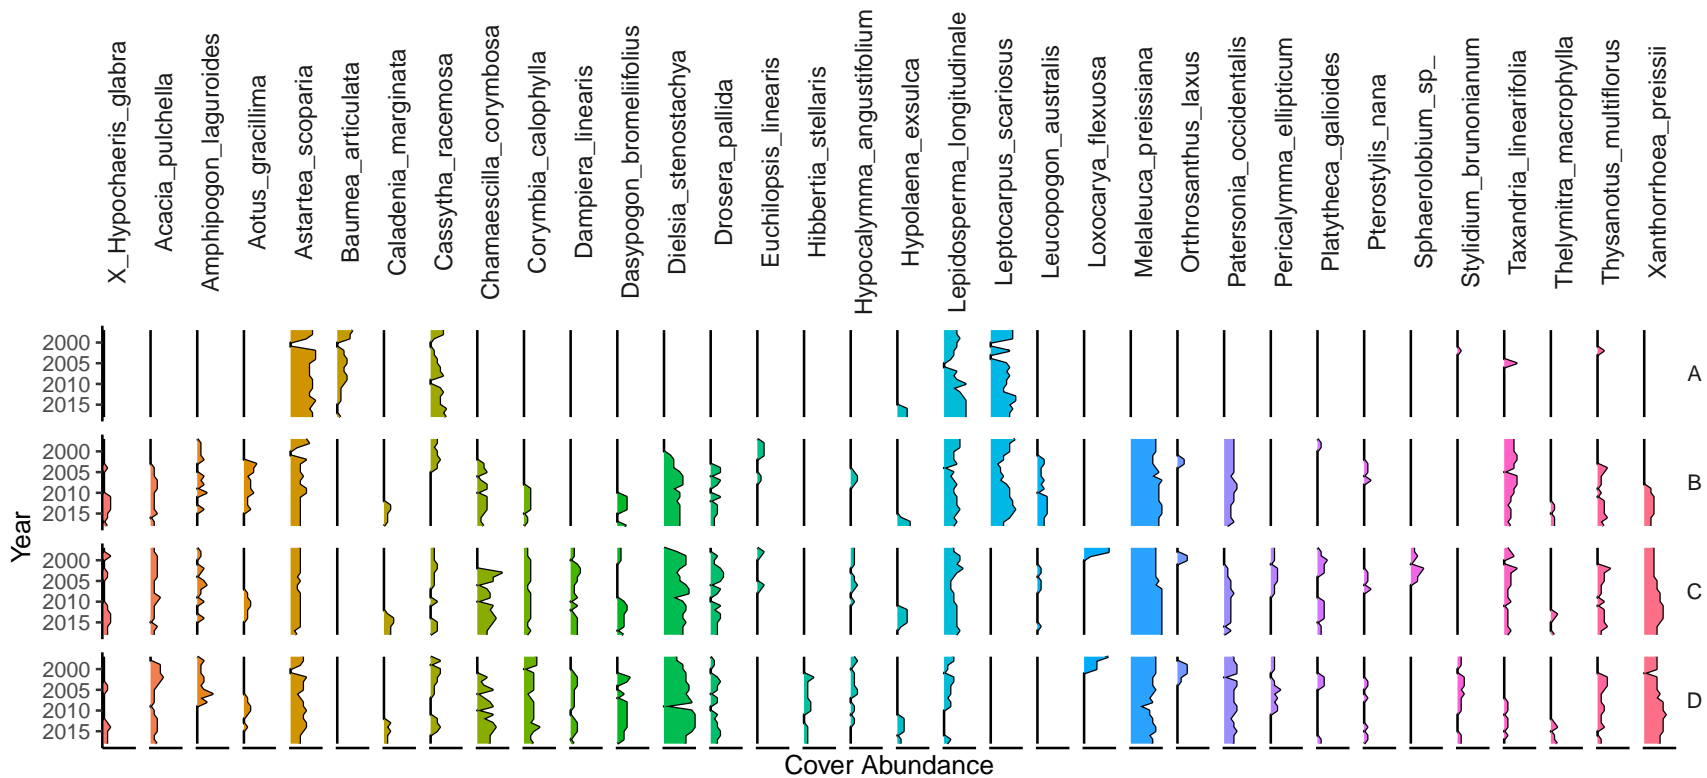 X_Hypochaeris_glabra
Acacia_pulchella
Amphipogon_laguroides
Aotus_gracillima
Astartea_scoparia
Baumea_articulata
Caladenia_marginata
Cassytha_racemosa
Chamaescilla_corymbosa
Corymbia_calophylla
Dampiera_linearis
Dasypogon_bromeliifolius
Dielsia_stenostachya
Drosera_pallida
Euchilopsis_linearis
Hibbertia_stellaris
Hypocalymma_angustifolium
Hypolaena_exsulca
Lepidosperma_longitudinale
Leptocarpus_scariosus
Leucopogon_australis
Loxocarya_flexuosa
Melaleuca_preissiana
Orthrosanthus_laxus
Patersonia_occidentalis
Pericalymma_ellipticum
Platytheca_galioides
Pterostylis_nana
Sphaerolobium_sp_
Stylidium_brunonianum
Taxandria_linearifolia
Thelymitra_macrophylla
Thysanotus_multiflorus
Xanthorrhoea_preissii
Year
2000
2005
2010
2015
A
2000
2005
2010
2015
B
2000
2005
2010
2015
C
2000
2005
2010
2015
D
Cover Abundance